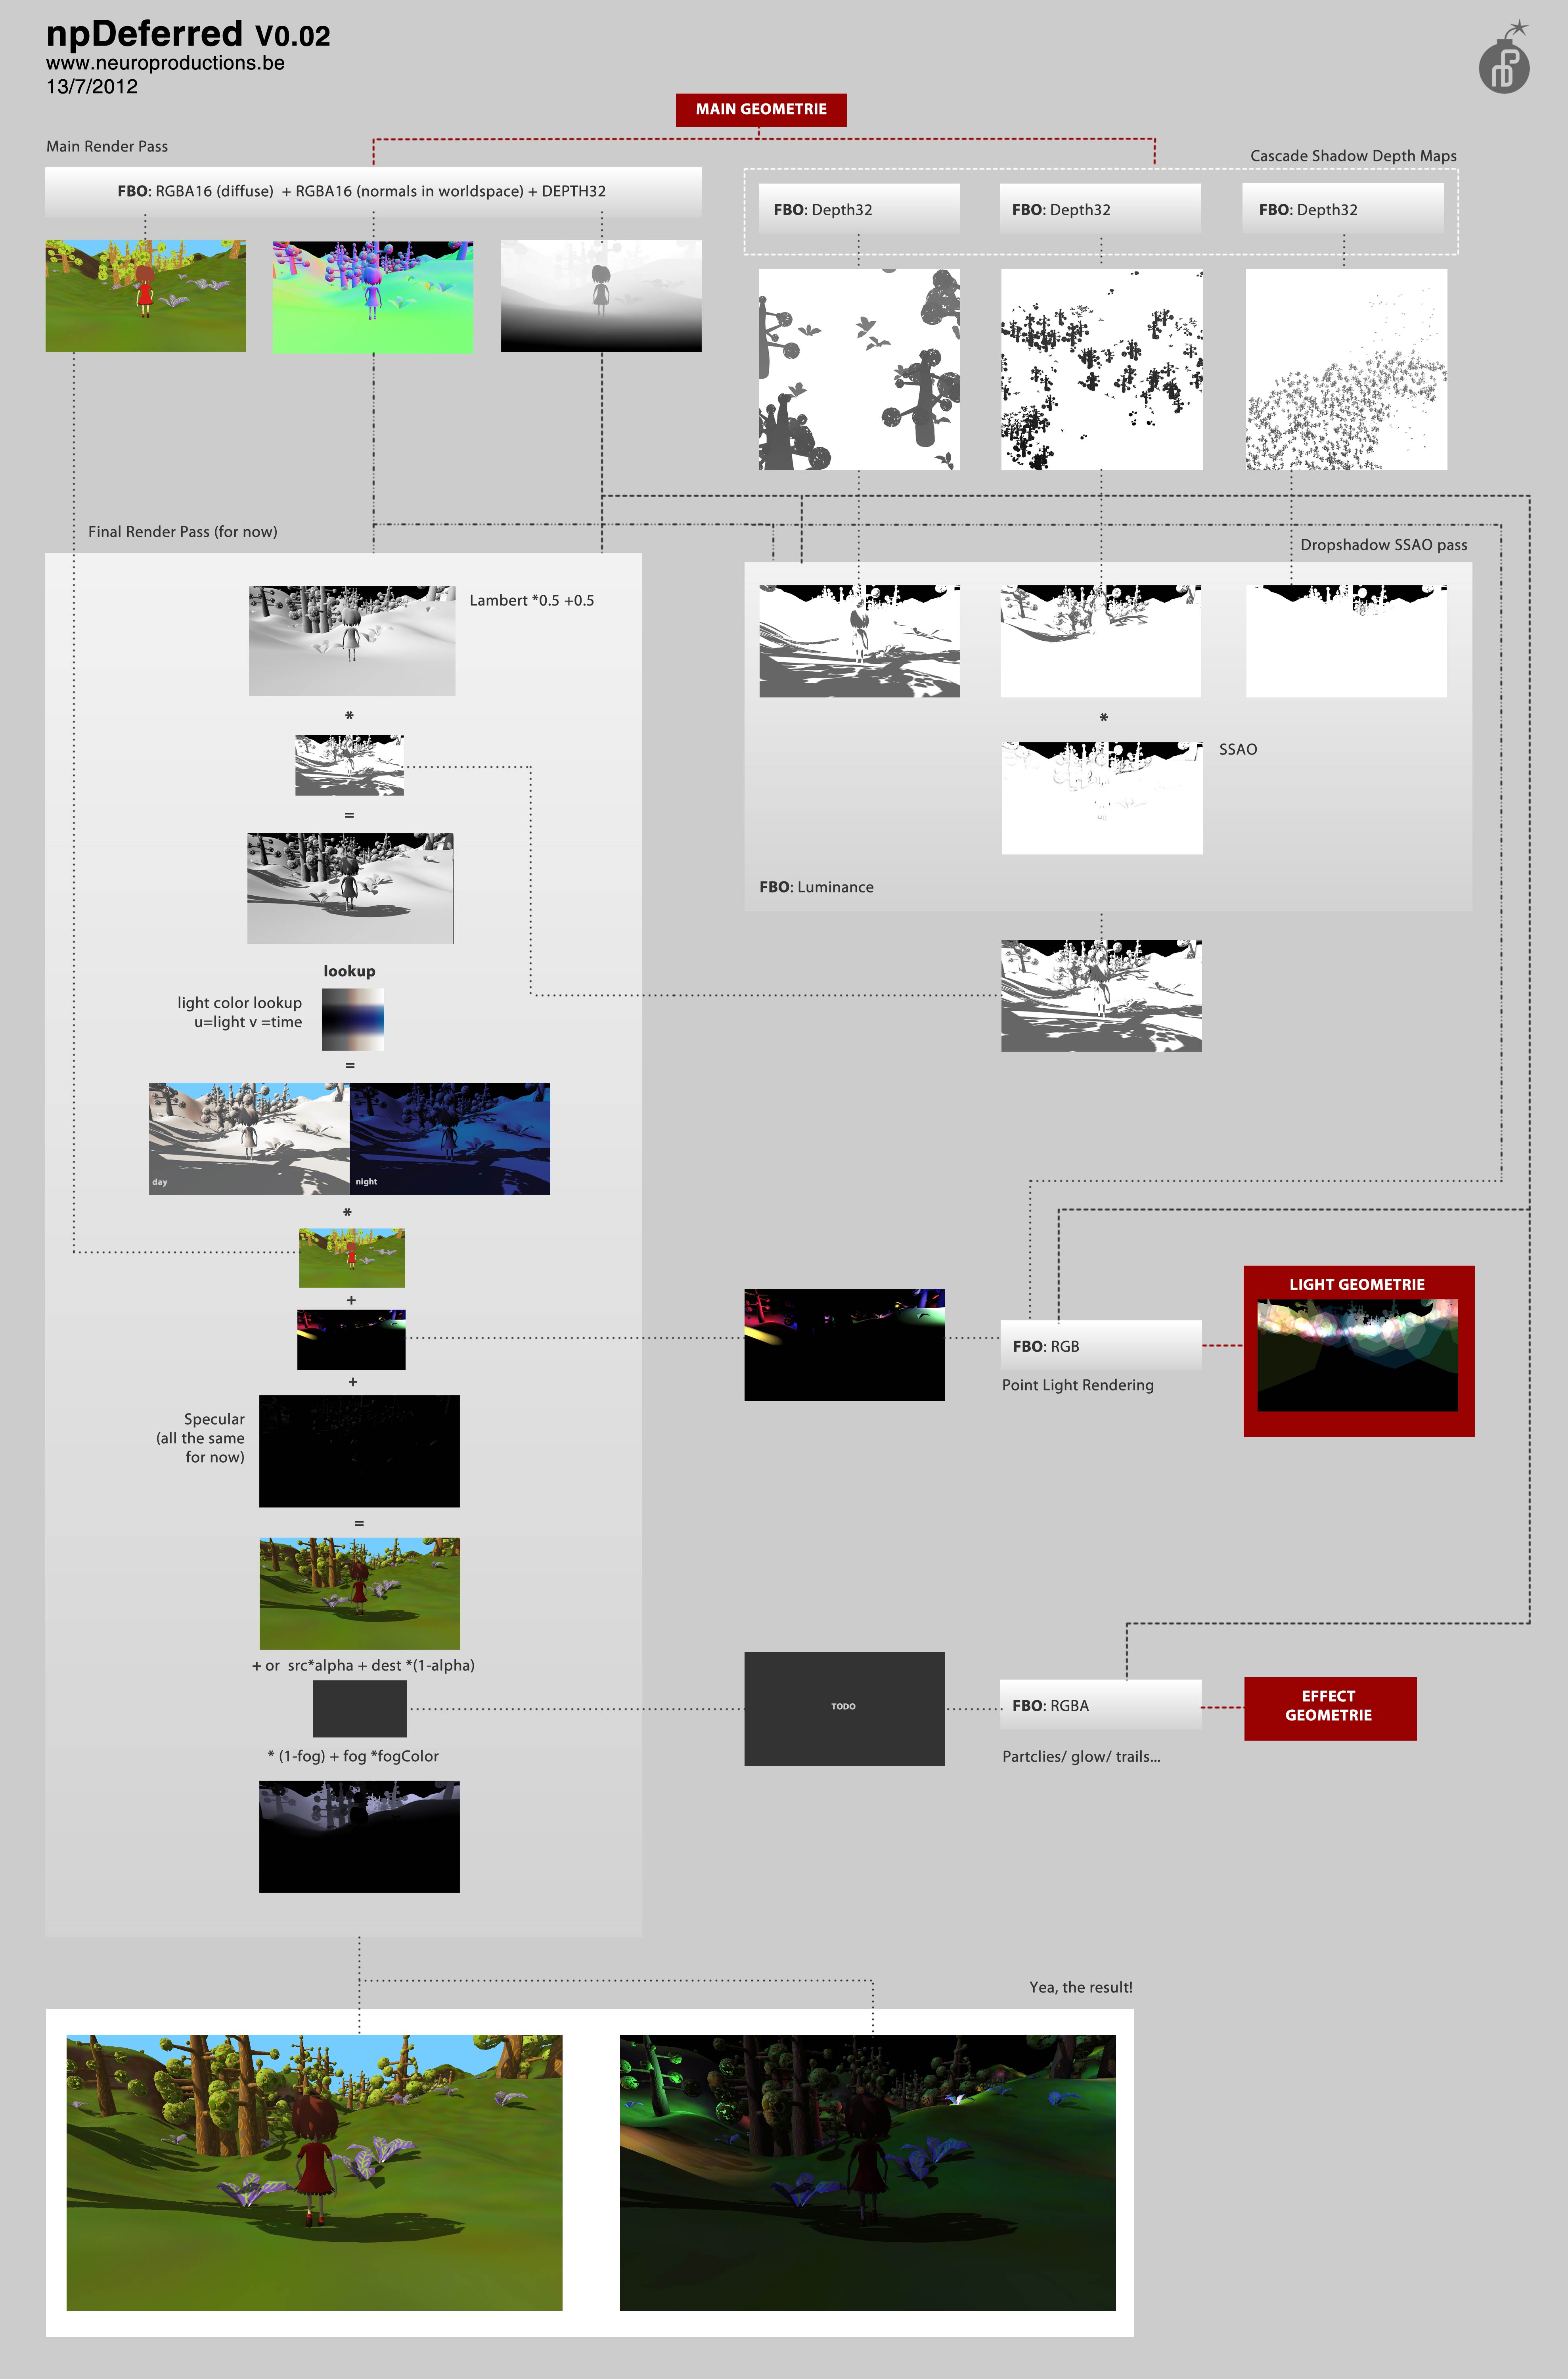 npDeferred V0.02
www.neuroproductions.be
13/7/2012
MAIN GEOMETRIE
Main Render Pass
Cascade Shadow Depth Maps
FBO: RGBA16 (diffuse)  + RGBA16 (normals in worldspace) + DEPTH32
FBO: Depth32
FBO: Depth32
FBO: Depth32
Final Render Pass (for now)
Dropshadow SSAO pass
Lambert *0.5 +0.5
*
=
*
SSAO
FBO: Luminance
lookup
light color lookup
u=light v =time
=
day
night
*
+
+
LIGHT GEOMETRIE
FBO: RGB
Point Light Rendering
Specular
(all the same
for now)
=
+ or  src*alpha + dest *(1-alpha)
TODO
FBO: RGBA
EFFECT
GEOMETRIE
* (1-fog) + fog *fogColor
Partclies/ glow/ trails...
Yea, the result!